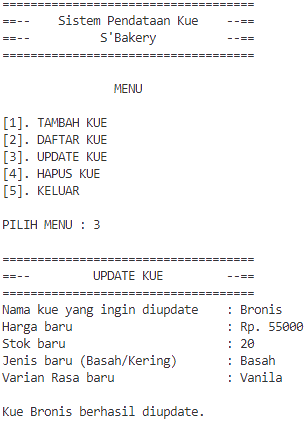 ====================================
==--    Sistem Pendataan Kue    --==
==--          S'Bakery          --==
====================================
MENU
[1]. TAMBAH KUE
[2]. DAFTAR KUE
[3]. UPDATE KUE
[4]. HAPUS KUE
[5]. KELUAR
PILIH MENU : 3
====================================
==--         UPDATE KUE         --==
====================================
Nama kue yang ingin diupdate    : Bronis
Harga baru                      : Rp. 55000
Stok baru                       : 20
Jenis baru (Basah/Kering)       : Basah
Varian Rasa baru                : Vanila
Kue Bronis berhasil diupdate.